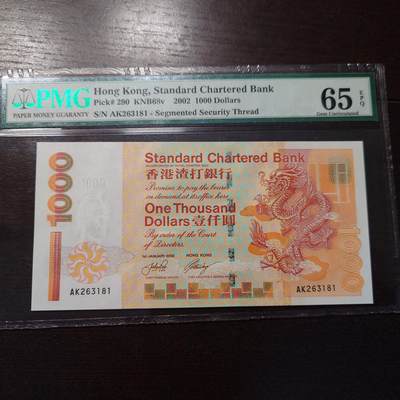 PMG
PAPER MONEY GUARANTY
Hong Kong, Standard Chartered Bank
Pick# 290 KNB68v 2002 1000 Dollars
S/N AK263181 - Segmented Security Thread
65 EPQ
Gem Uncirculated
1000
Standard Chartered Bank
香港渣打銀行
Promise to pay the bearer
on demand at its office here
One Thousand
Dollars 壹仟圓
By order of the Court
of Directors
1st JANUARY 2002 HONG KONG
AK263181
AK263181